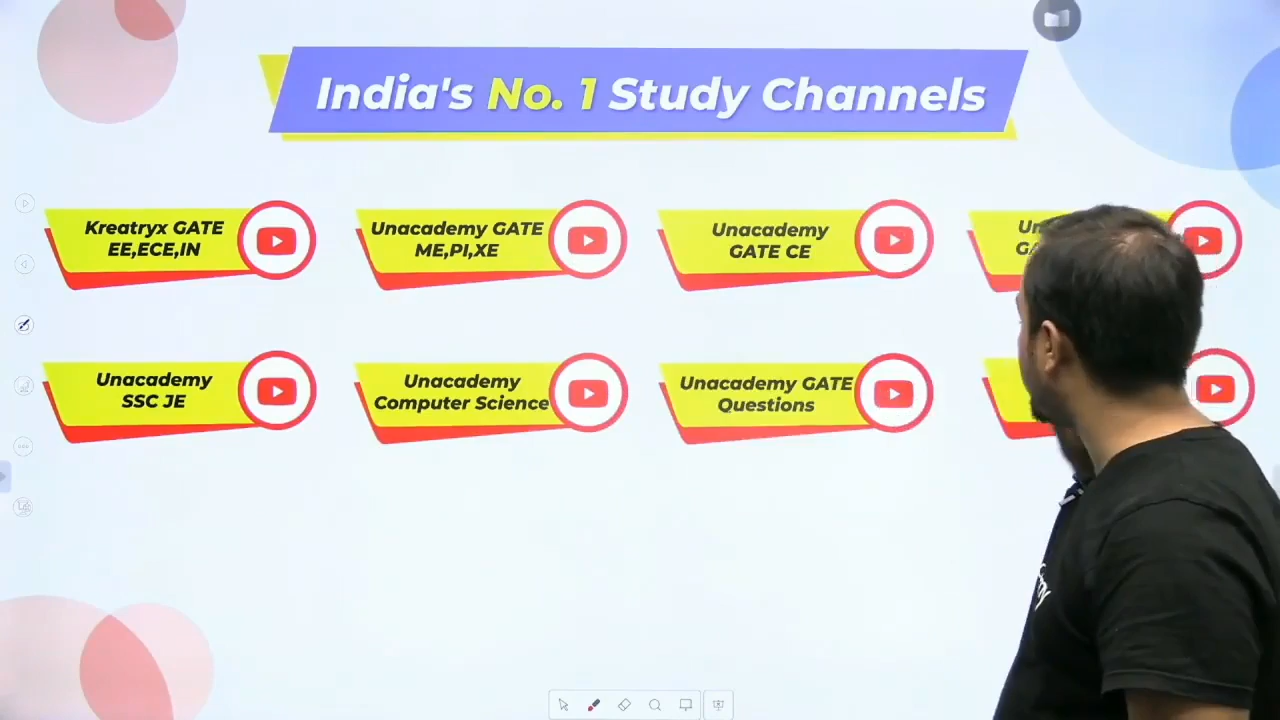 India's No. 1 Study Channels
Kreatryx GATE
EE,ECE,IN
Unacademy GATE
ME,PI,XE
Unacademy
GATE CE
Unacademy
SSC JE
Unacademy
Computer Science
Unacademy GATE
Questions